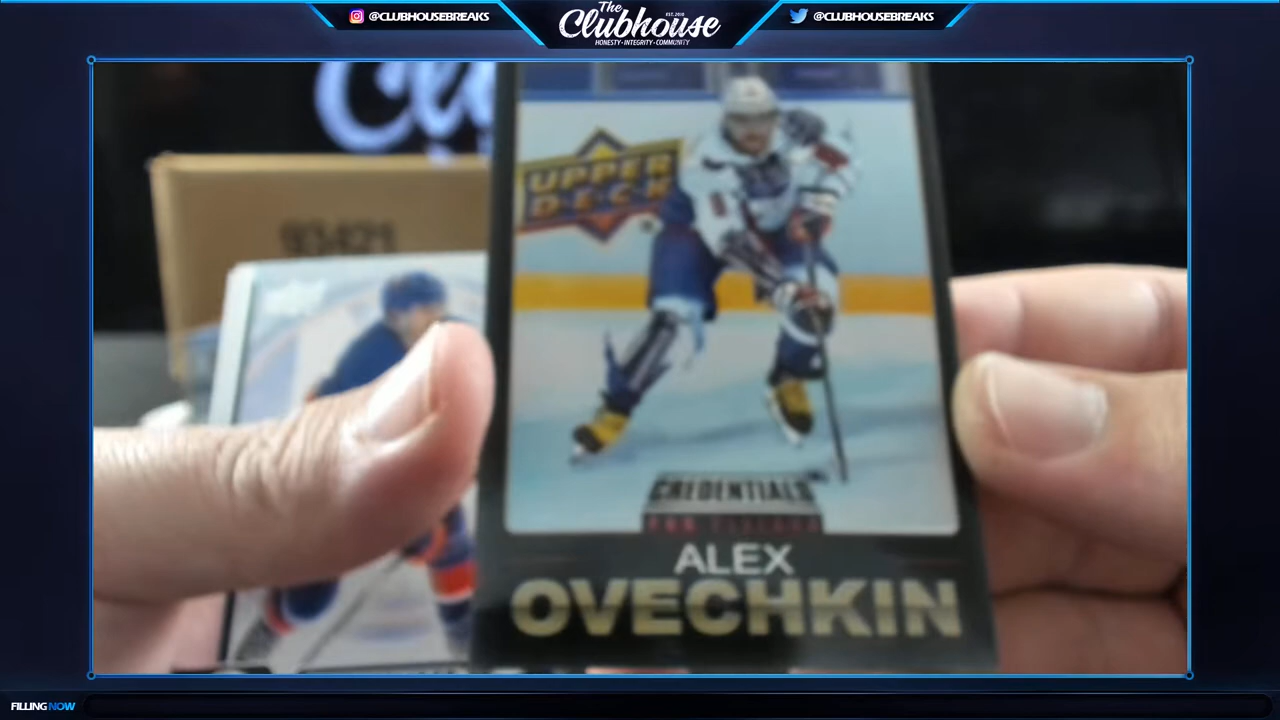 @CLUBHOUSEBREAKS
The
Clubhouse
EST. 2018
HONESTY • INTEGRITY • COMMUNITY
@CLUBHOUSEBREAKS
UPPER
DECK
CREDENTIALS
ALEX
OVECHKIN
FILLING NOW